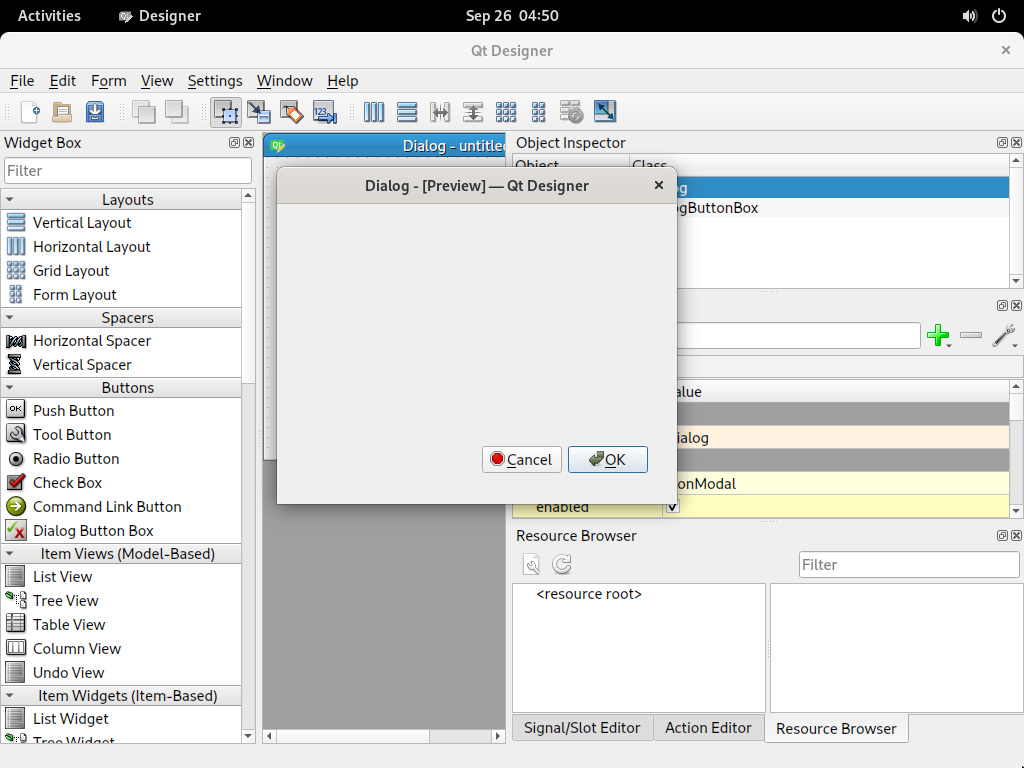 Activities
Designer
Sep 26 04:50
Qt Designer
File Edit Form View Settings Window Help
Widget Box
Filter
Layouts
Vertical Layout
Horizontal Layout
Grid Layout
Form Layout
Spacers
Horizontal Spacer
Vertical Spacer
Buttons
OK
Push Button
Tool Button
Radio Button
Check Box
Command Link Button
Dialog Button Box
Item Views (Model-Based)
List View
Tree View
Table View
Column View
Undo View
Item Widgets (Item-Based)
List Widget
Tree Widget
Qt
Dialog - untitle
Dialog - [Preview] — Qt Designer
Cancel
OK
Object Inspector
Object Class
og
ogButtonBox
alue
ialog
onModal
enabled
Resource Browser
Filter
<resource root>
Signal/Slot Editor
Action Editor
Resource Browser